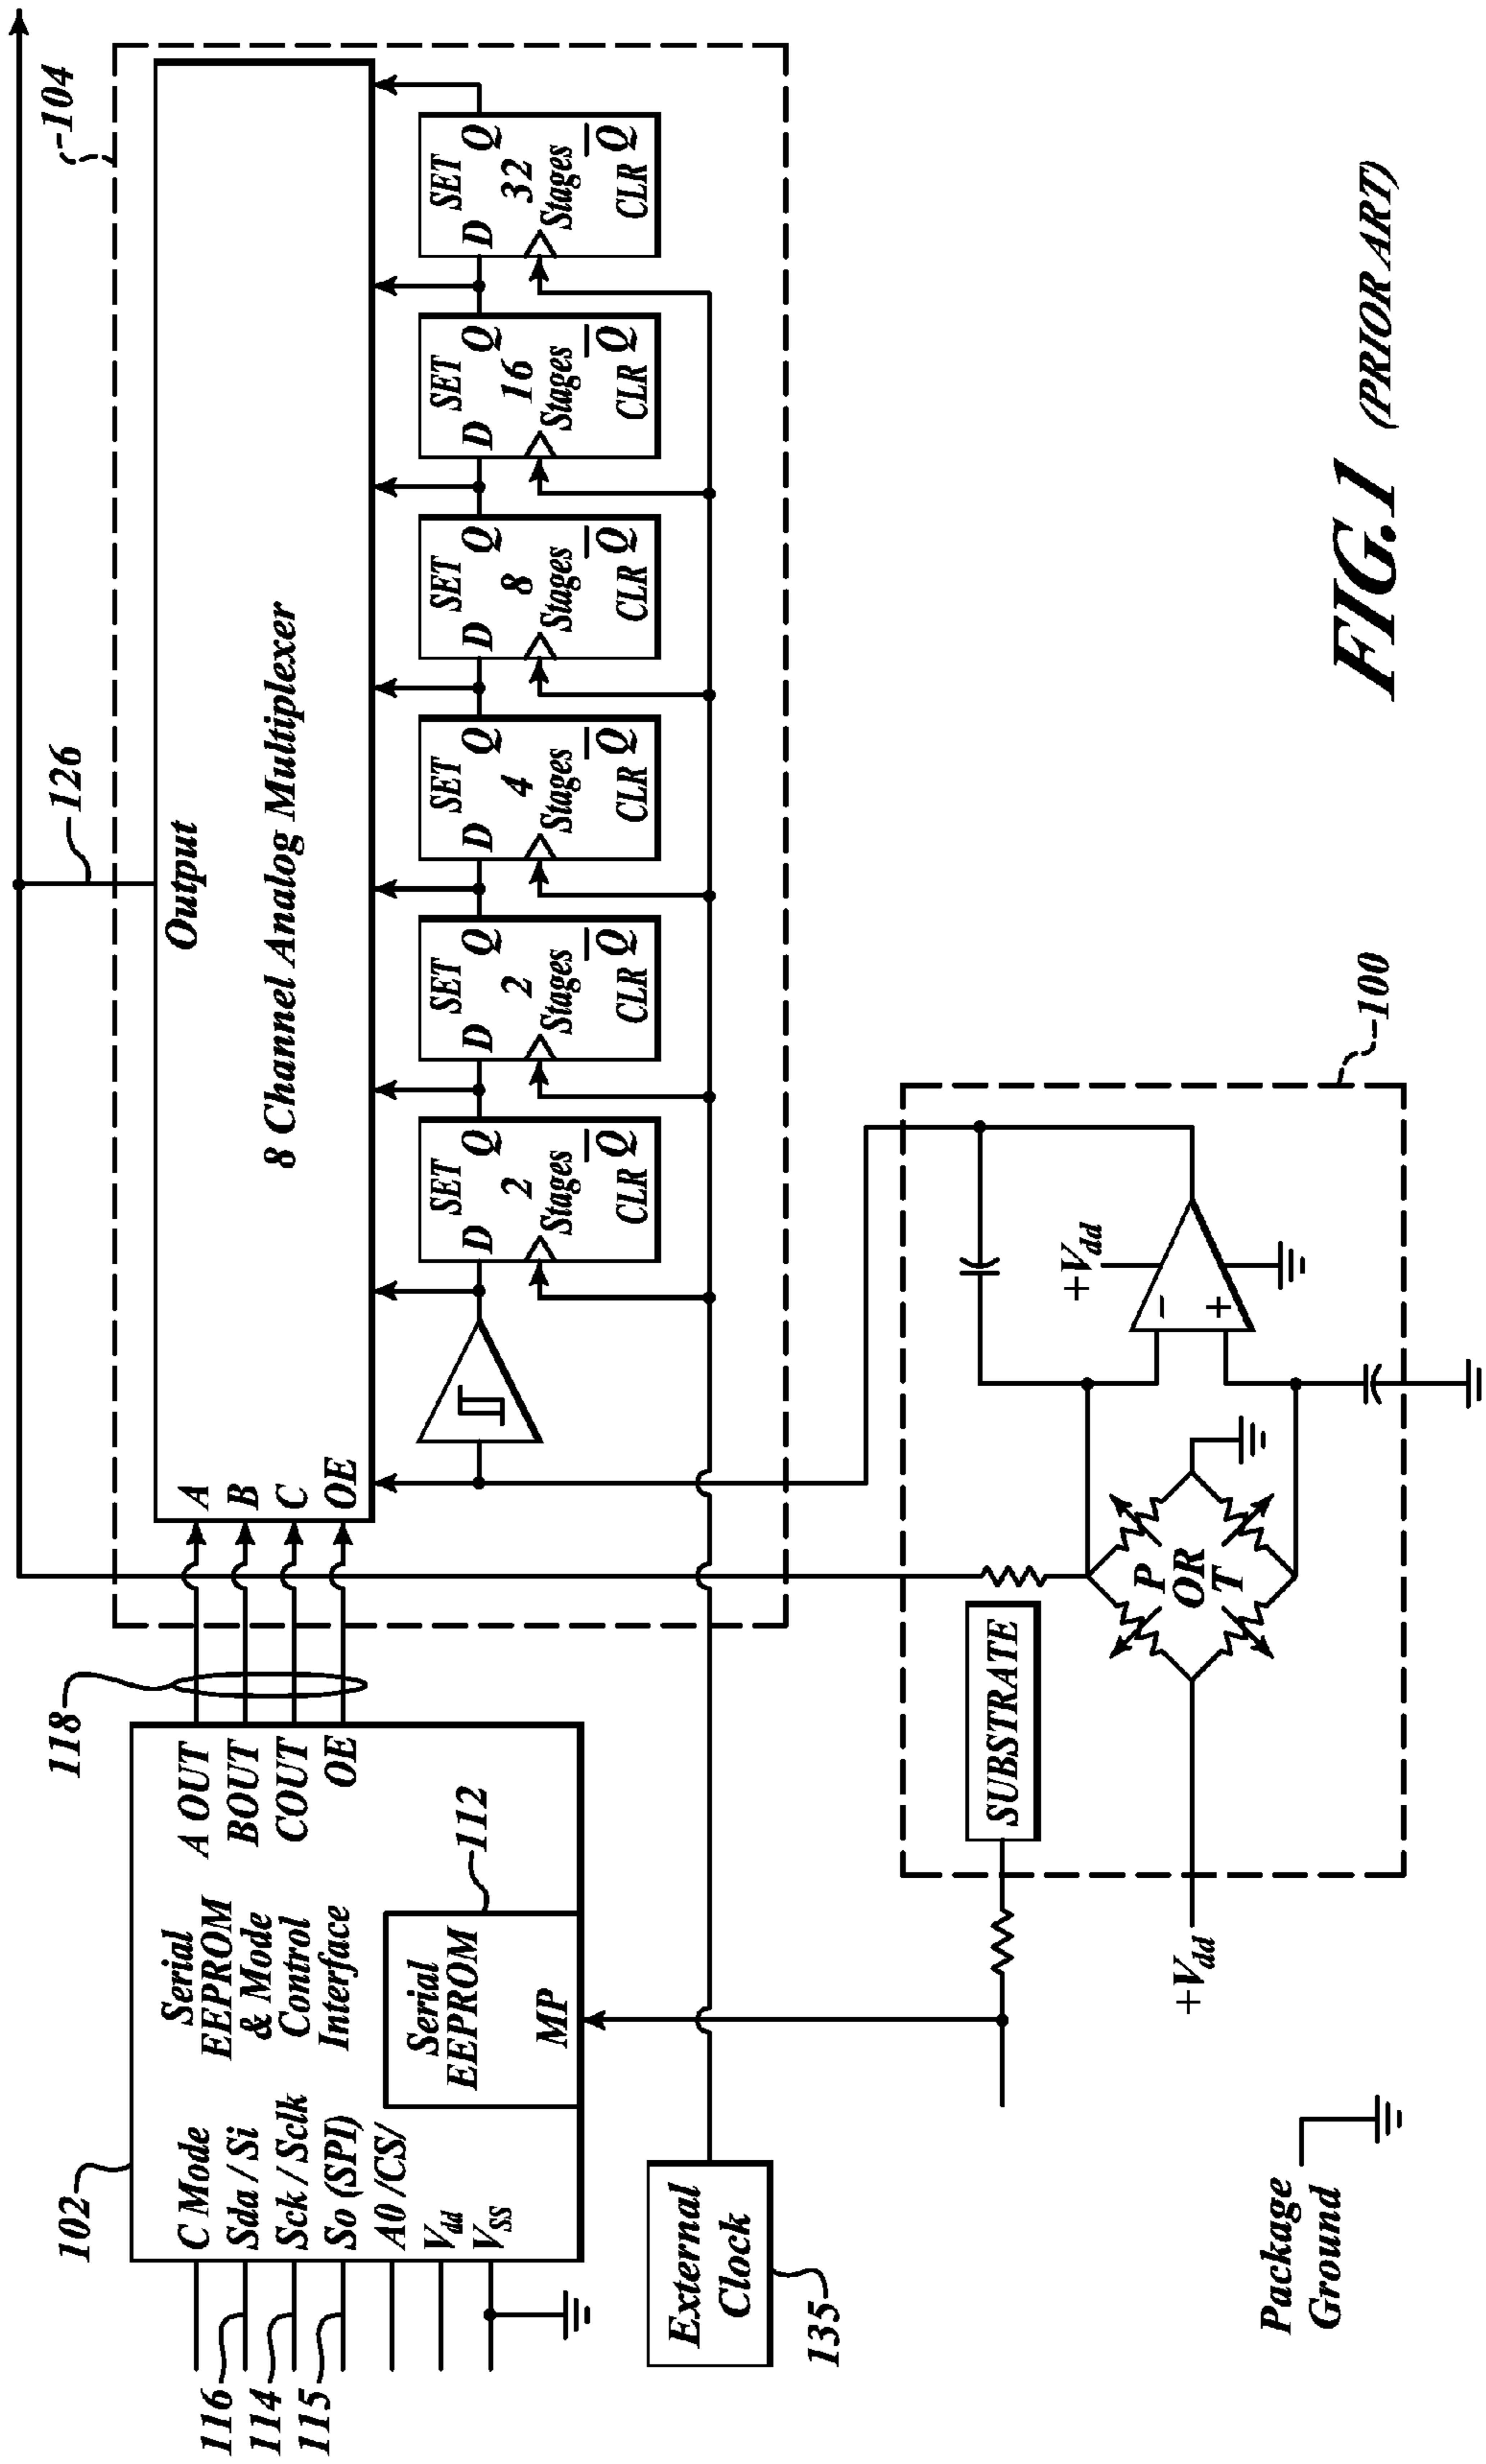 102
116
114
115
C Mode
Sda / Si
Sck / Sclk
So (SPI)
A0 /CS/
Vdd
VSS
Serial
EEPROM
& Mode
Control
Interface
A OUT
BOUT
COUT
OE
Serial
EEPROM
MP
112
118
A
B
C
OE
Output
8 Channel Analog Multiplexer
126
104
SET
D
Q
2
Stages
CLR Q
SET
D
Q
2
Stages
CLR Q
SET
D
Q
4
Stages
CLR Q
SET
D
Q
8
Stages
CLR Q
SET
D
Q
16
Stages
CLR Q
SET
D
Q
32
Stages
CLR Q
External
Clock
135
SUBSTRATE
+Vdd
P
OR
T
+Vdd
−
+
100
Package
Ground
FIG.1 (PRIOR ART)